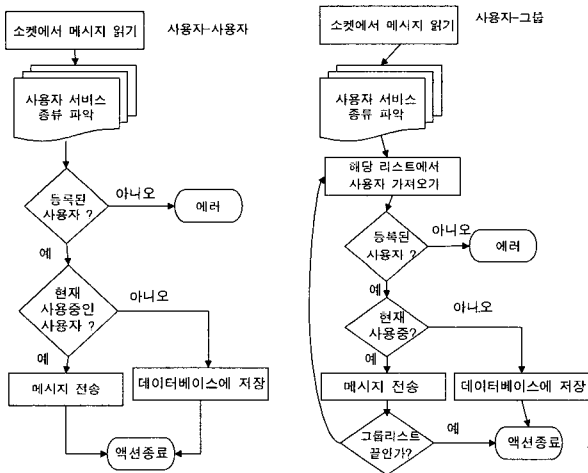 소켓에서 메시지 읽기
사용자-사용자
사용자 서비스
종류 파악
등록된
사용자 ?
아니오
에러
예
현재
사용중인
사용자 ?
아니오
예
메시지 전송
데이터베이스에 저장
액션종료
소켓에서 메시지 읽기
사용자-그룹
사용자 서비스
종류 파악
해당 리스트에서
사용자 가져오기
등록된
사용자 ?
아니오
에러
예
현재
사용중?
아니오
예
메시지 전송
데이터베이스에 저장
그룹리스트
끝인가?
예
액션종료